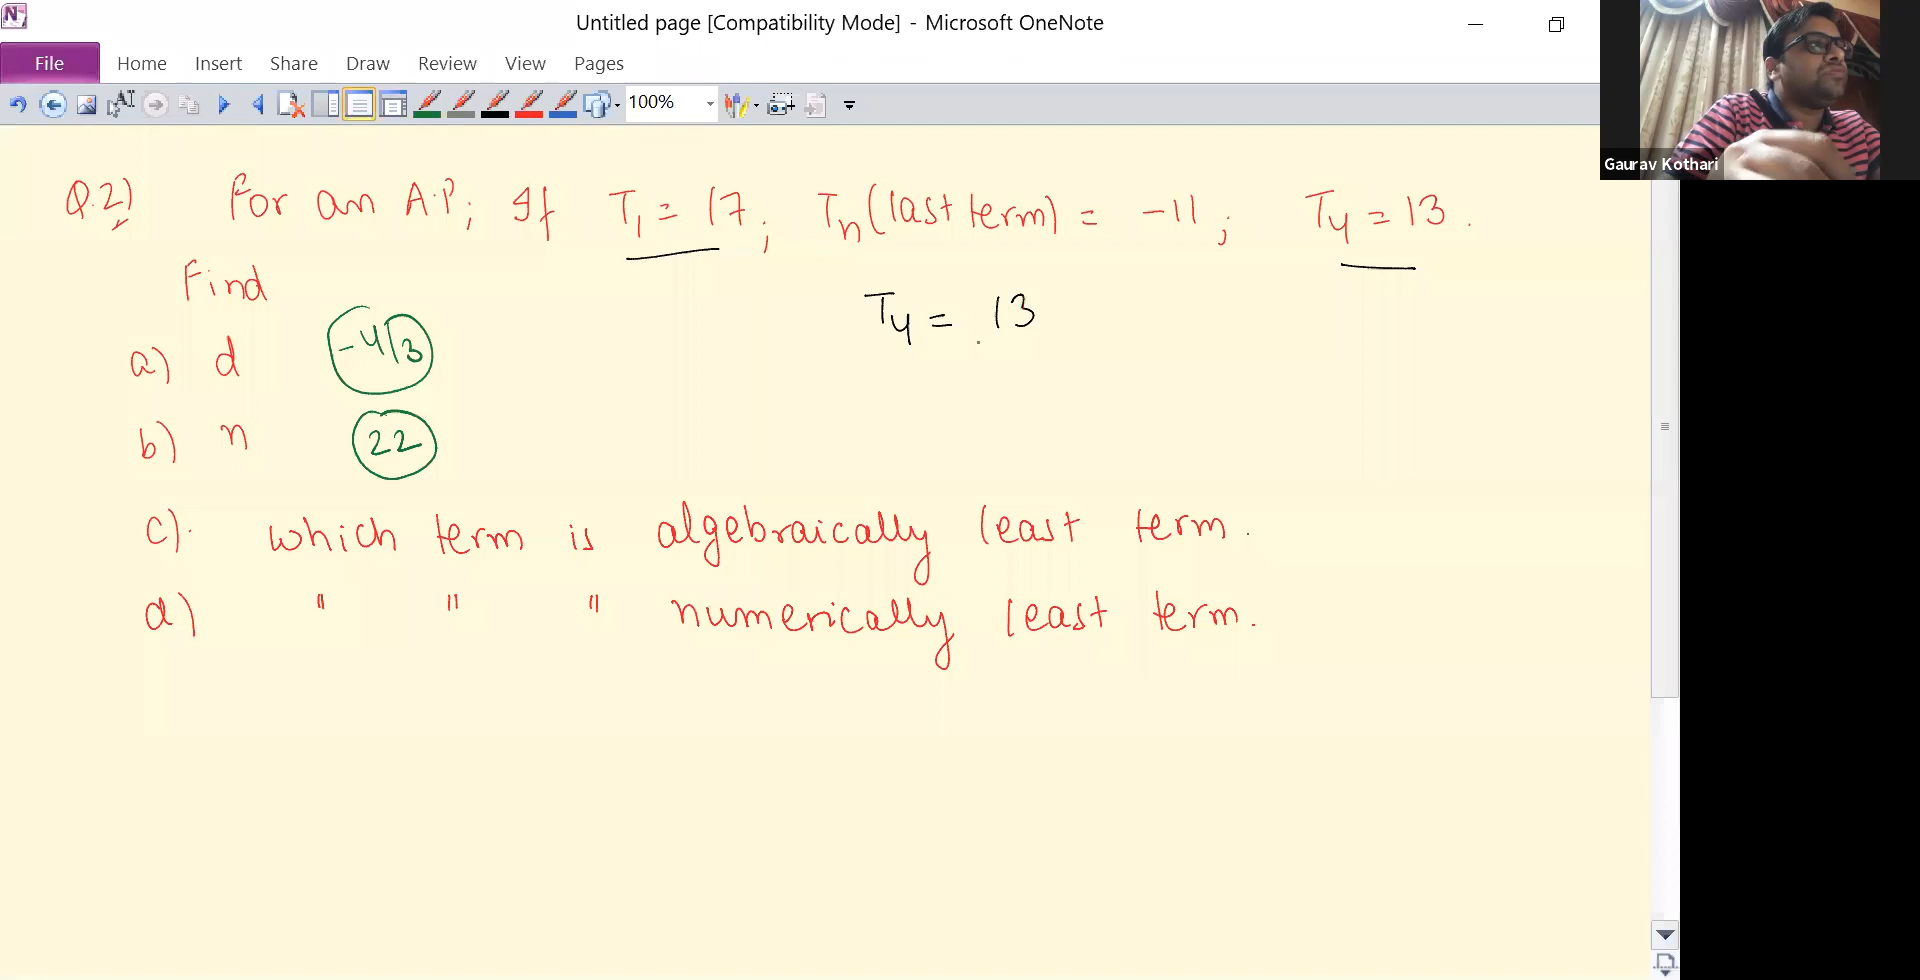 Untitled page [Compatibility Mode] - Microsoft OneNote
File Home Insert Share Draw Review View Pages
100%
Gaurav Kothari
Q.2) For an A.P; If T₁ = 17; Tn (last term) = -11; T4 = 13.
Find
T4 = 13
a) d -4/3
b) n 22
c). which term is algebraically least term.
d) " " " numerically least term.